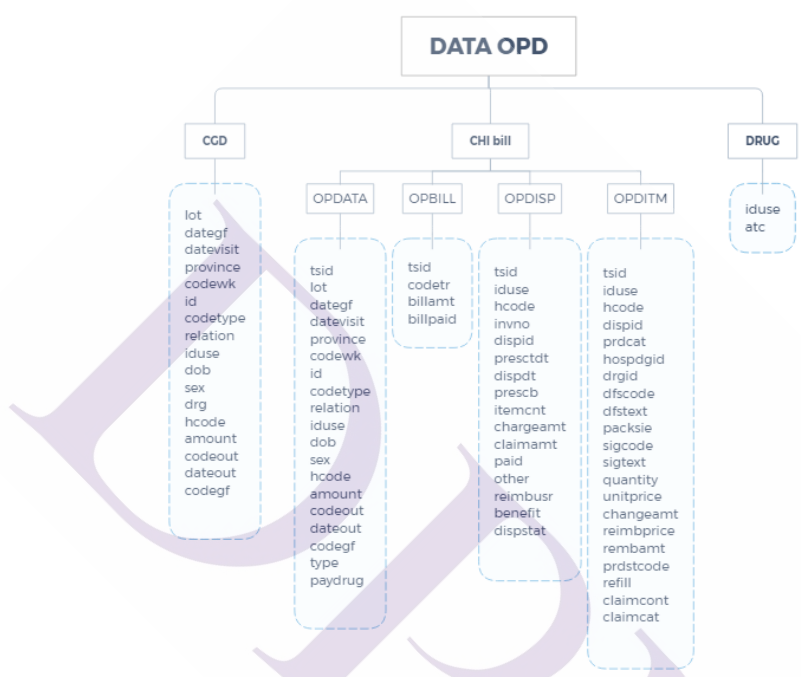 DATA OPD
CGD
CHI bill
DRUG
OPDATA
OPBILL
OPDISP
OPDITM
lot
dategf
datevisit
province
codewk
id
codetype
relation
iduse
dob
sex
drg
hcode
amount
codeout
dateout
codegf
tsid
lot
dategf
datevisit
province
codewk
id
codetype
relation
iduse
dob
sex
hcode
amount
codeout
dateout
codegf
type
paydrug
tsid
codetr
billamt
billpaid
tsid
iduse
hcode
invno
dispid
presctdt
dispdt
prescb
itemcnt
chargeamt
claimamt
paid
other
reimbusr
benefit
dispstat
tsid
iduse
hcode
dispid
prdcat
hospdgid
drgid
dfscode
dfstext
packsie
sigcode
sigtext
quantity
unitprice
changeamt
reimbprice
rembamt
prdstcode
refill
claimcont
claimcat
iduse
atc